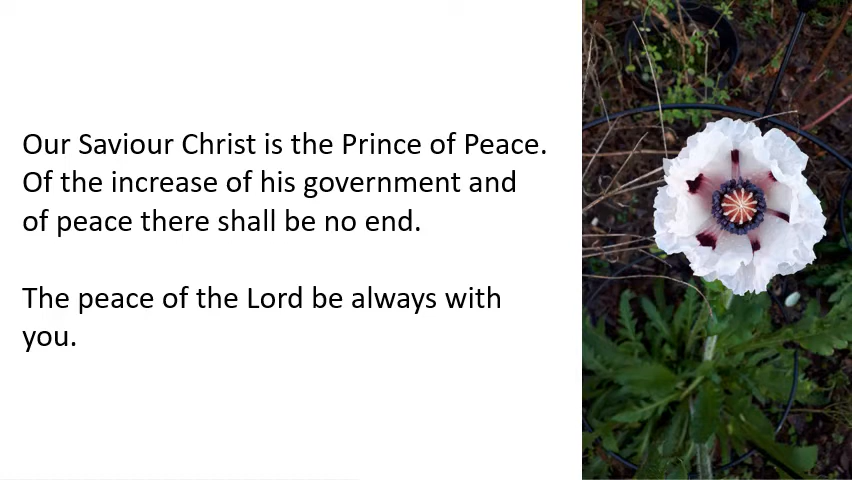 Our Saviour Christ is the Prince of Peace.
Of the increase of his government and
of peace there shall be no end.
The peace of the Lord be always with
you.